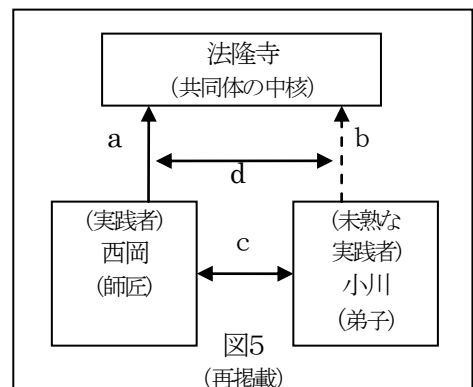 法隆寺
(共同体の中核)
a
b
d
(実践者)
西岡
(師匠)
c
(未熟な
実践者)
小川
(弟子)
図5
(再掲載)